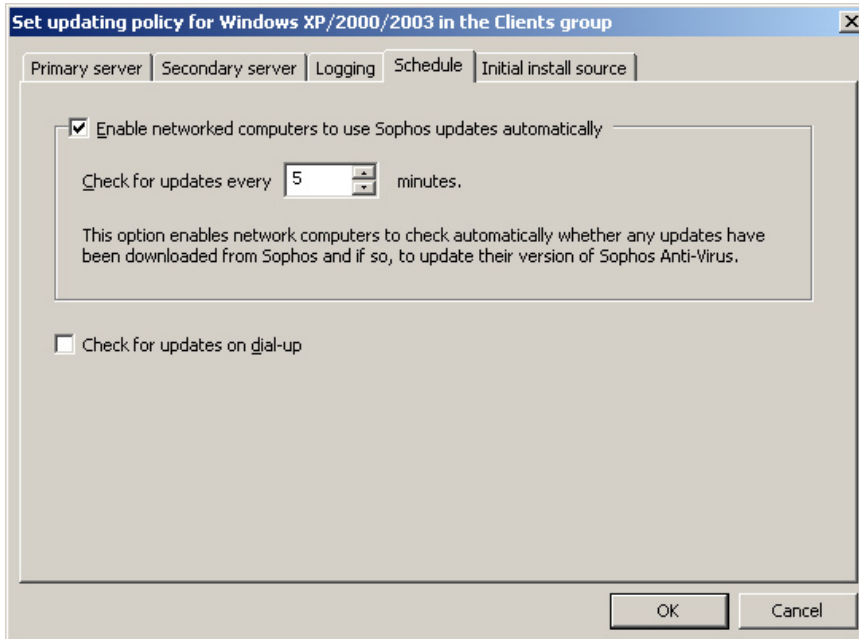 Set updating policy for Windows XP/2000/2003 in the Clients group
Primary server
Secondary server
Logging
Schedule
Initial install source
Enable networked computers to use Sophos updates automatically
Check for updates every 5 minutes.
This option enables network computers to check automatically whether any updates have
been downloaded from Sophos and if so, to update their version of Sophos Anti-Virus.
Check for updates on dial-up
OK
Cancel